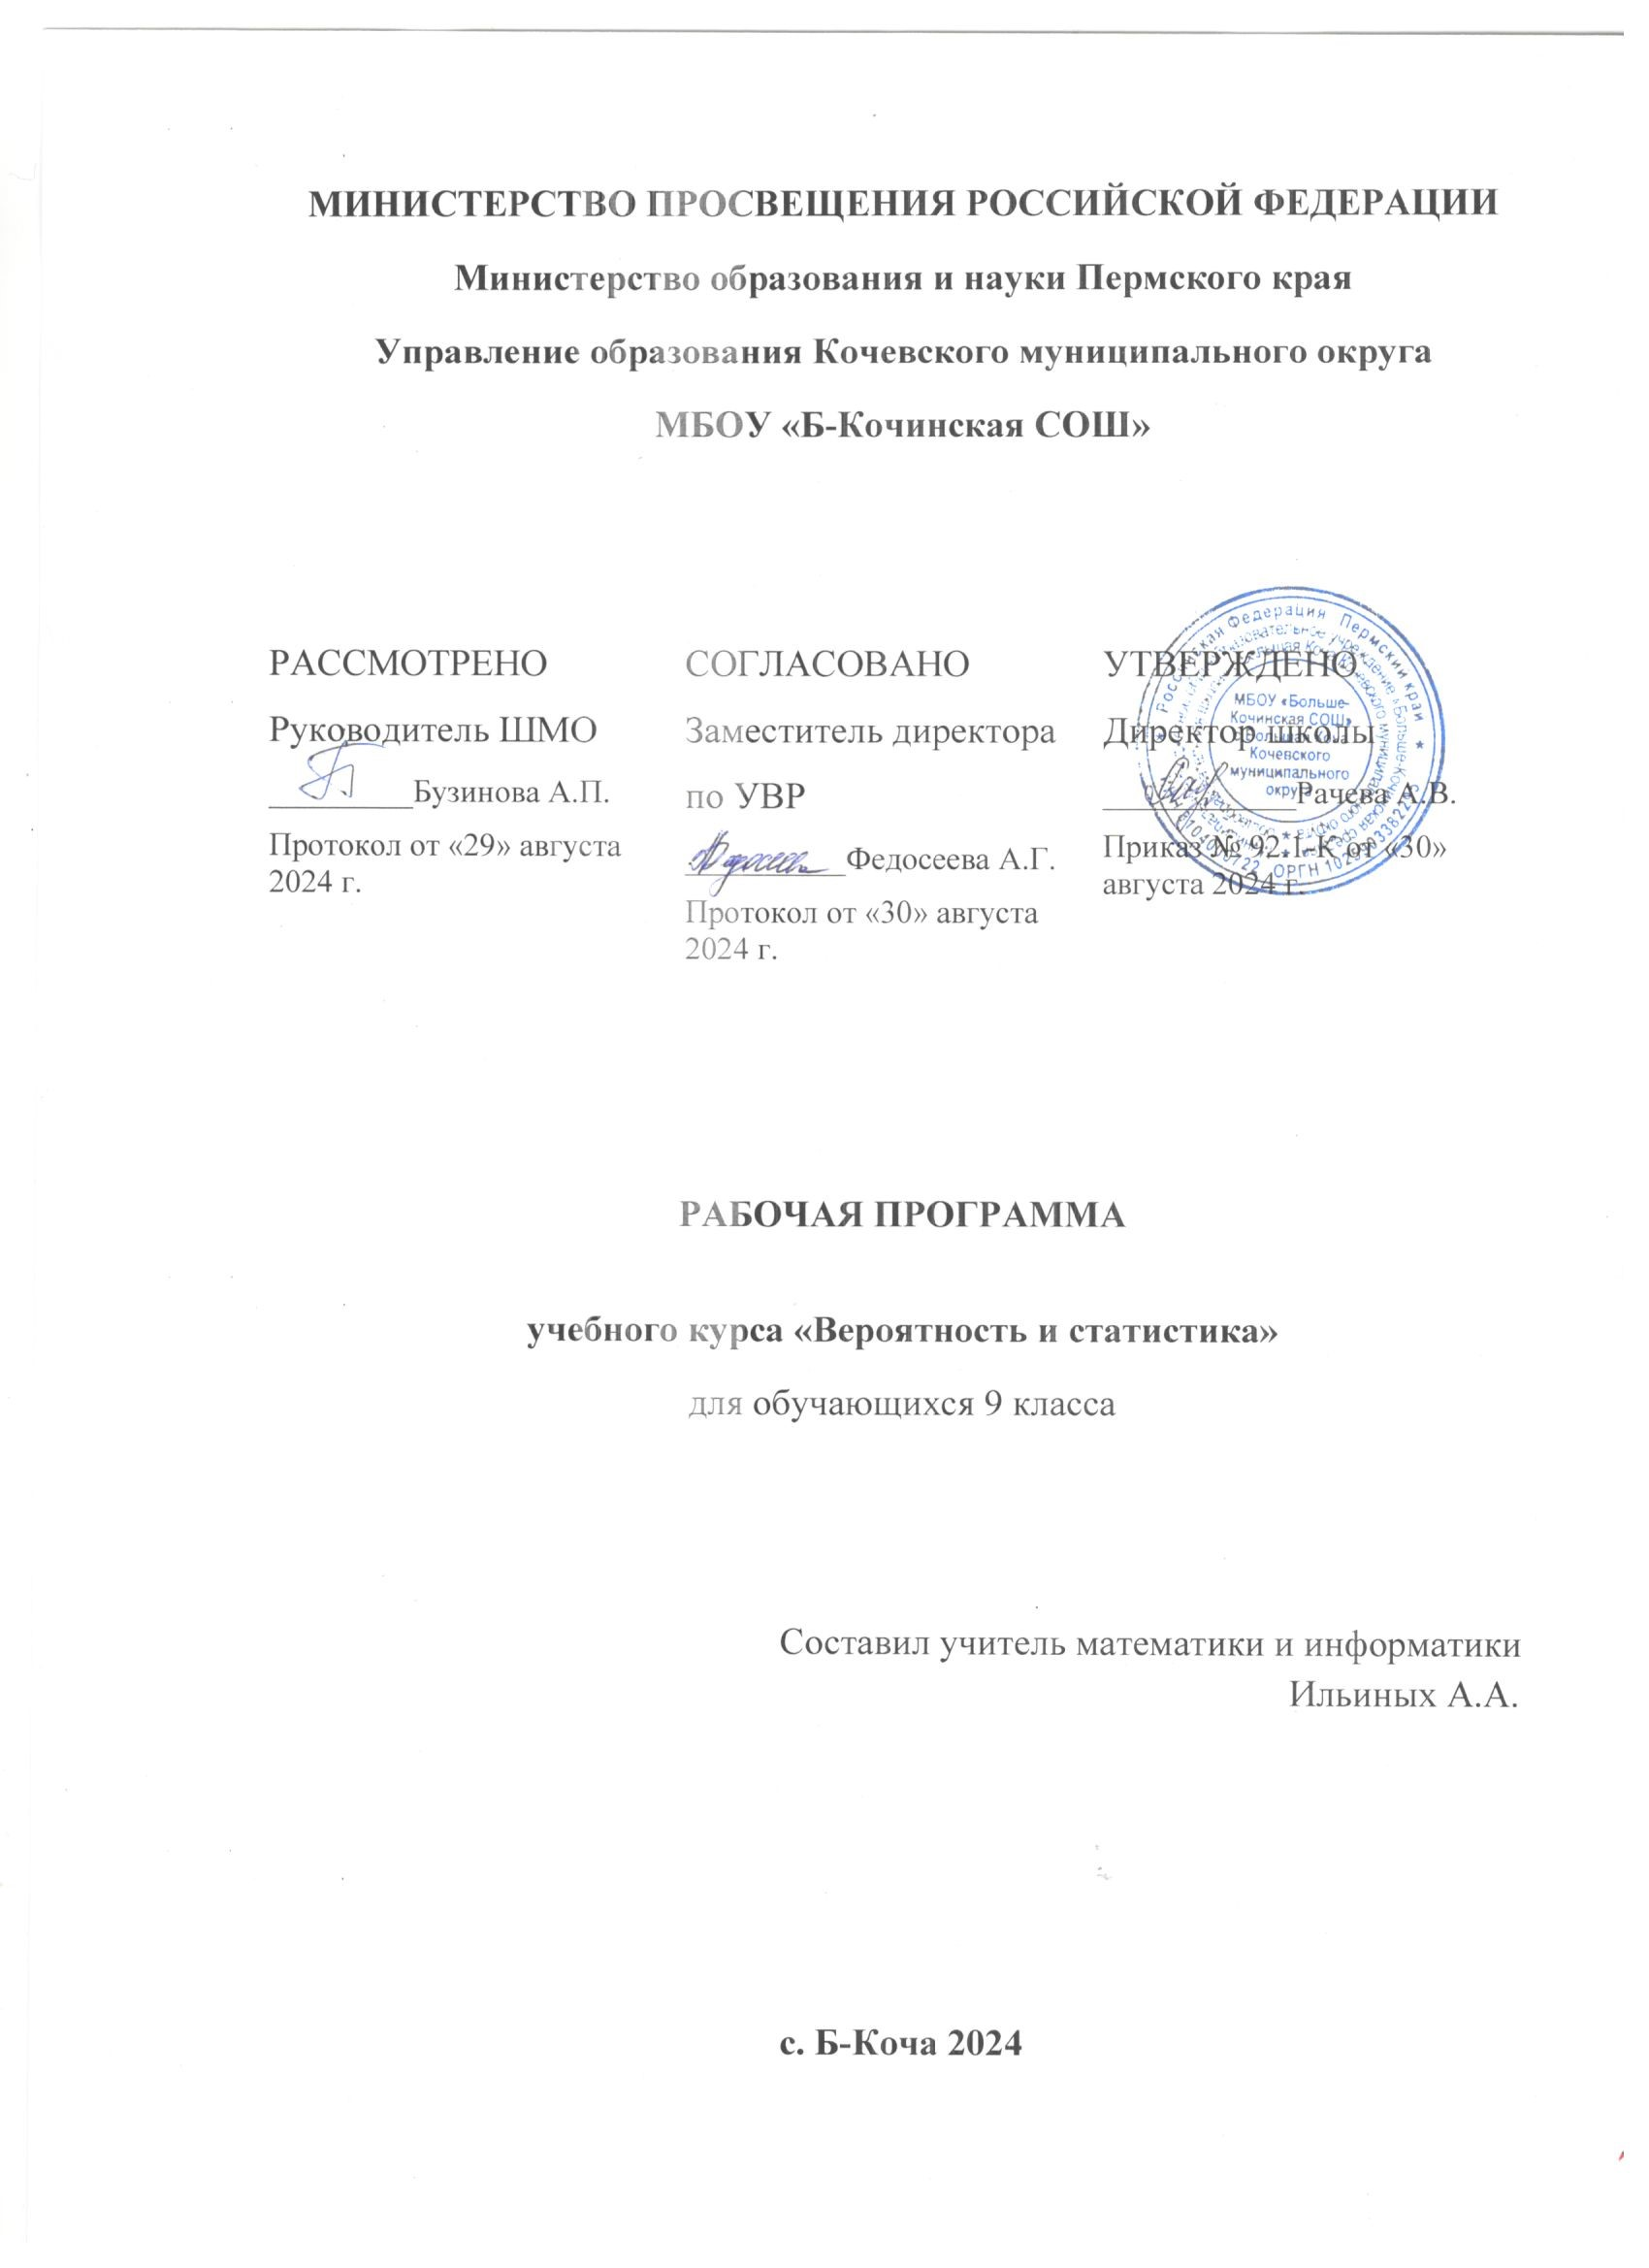 МИНИСТЕРСТВО ПРОСВЕЩЕНИЯ РОССИЙСКОЙ ФЕДЕРАЦИИ
Министерство образования и науки Пермского края
Управление образования Кочевского муниципального округа
МБОУ «Б-Кочинская СОШ»
РАССМОТРЕНО
Руководитель ШМО
Бузинова А.П.
Протокол от «29» августа
2024 г.
СОГЛАСОВАНО
Заместитель директора
по УВР
Федосеева А.Г.
Протокол от «30» августа
2024 г.
УТВЕРЖДЕНО
Директор школы
Рачева А.В.
Приказ № 92.1-К от «30»
августа 2024 г.
Российская Федерация Пермский край
МБОУ «Больше-
Кочинская СОШ»
Кочевского
муниципального
округа
РАБОЧАЯ ПРОГРАММА
учебного курса «Вероятность и статистика»
для обучающихся 9 класса
Составил учитель математики и информатики
Ильиных А.А.
с. Б-Коча 2024